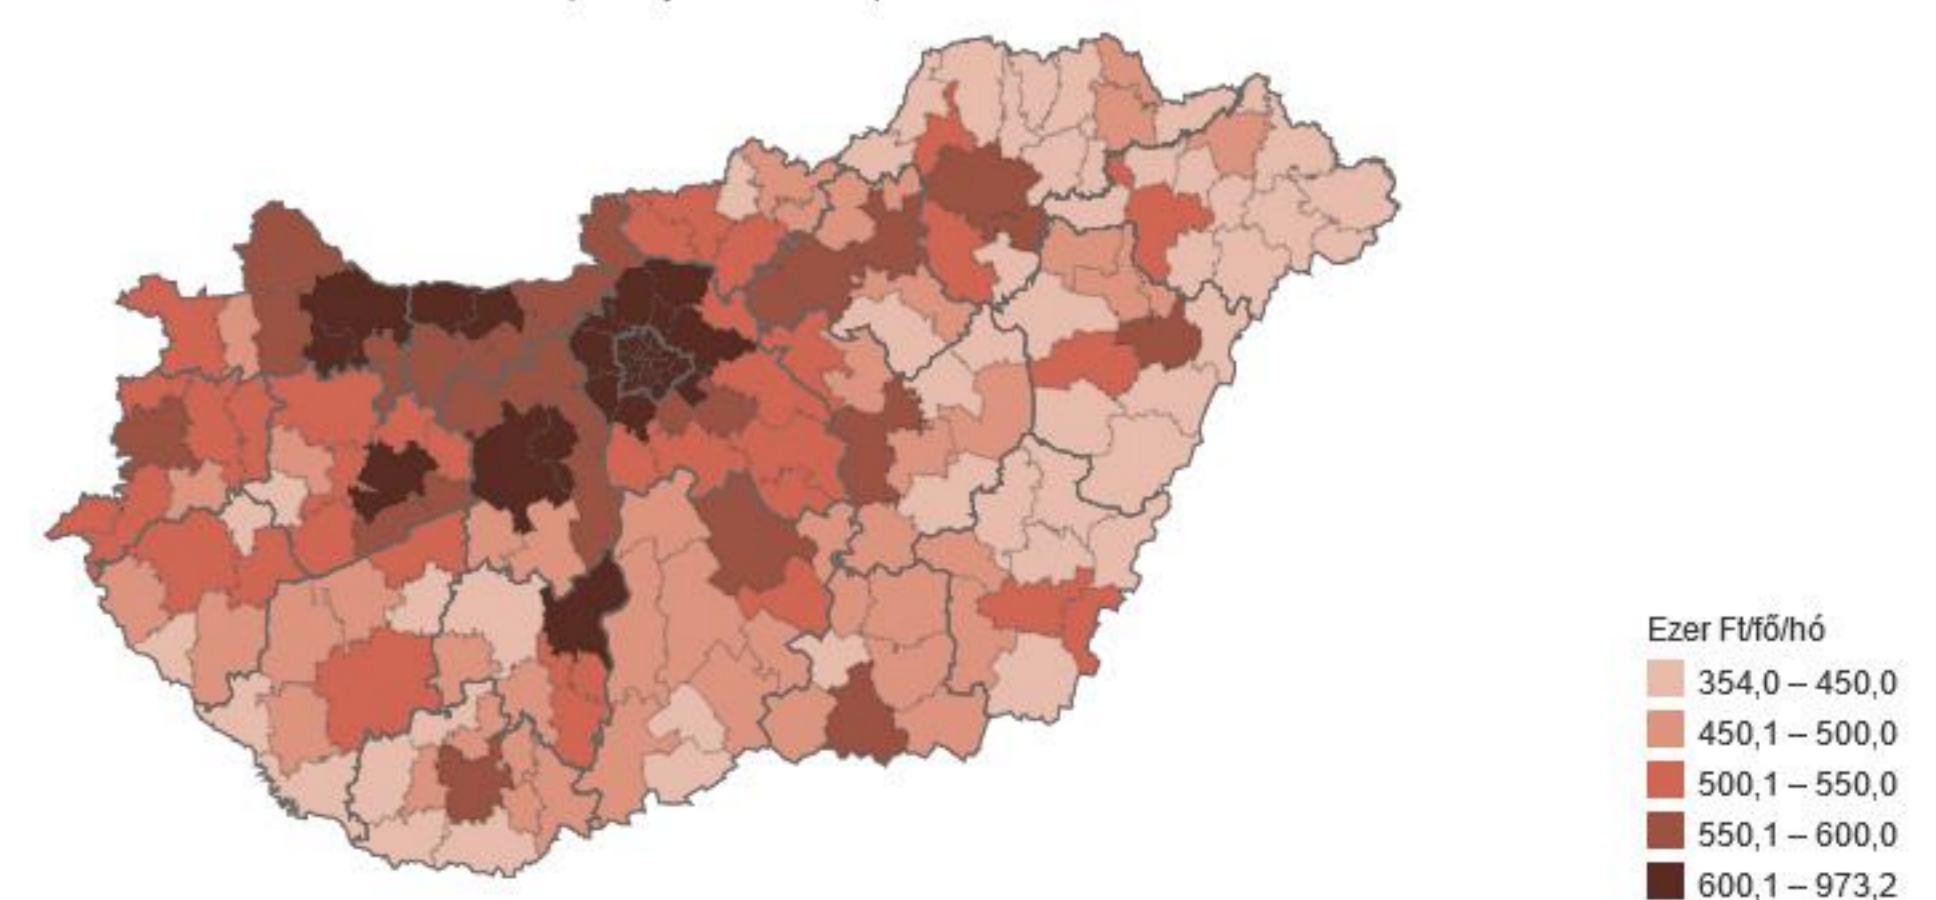 Ezer Ft/fő/hó
354,0 – 450,0
450,1 – 500,0
500,1 – 550,0
550,1 – 600,0
600,1 – 973,2